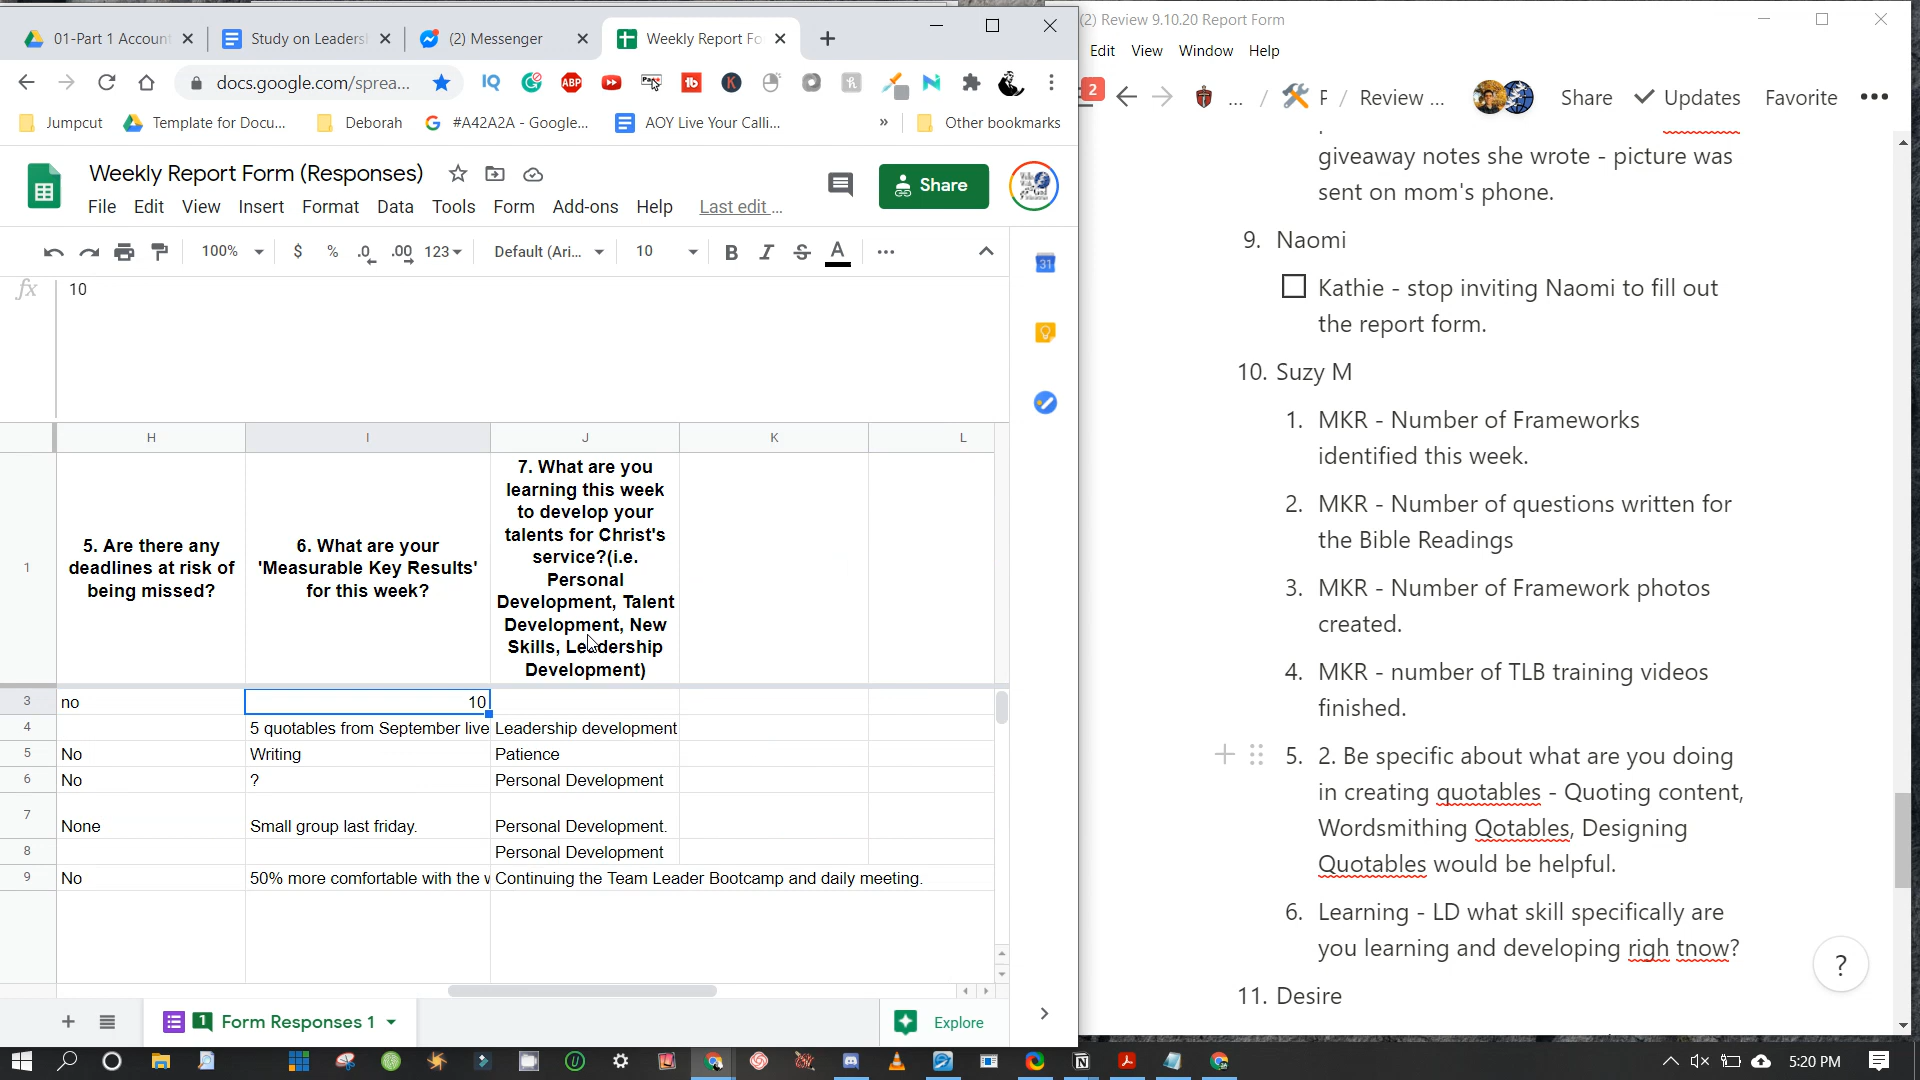 01-Part 1 Account
Study on Leaders
(2) Messenger
Weekly Report Fo
docs.google.com/sprea...
Jumpcut
Template for Docu...
Deborah
#A42A2A - Google...
AOY Live Your Calli...
»
Other bookmarks
Weekly Report Form (Responses)
Share
File Edit View Insert Format Data Tools Form Add-ons Help Last edit ...
100% $ % .0 .00 123 Default (Ari... 10 B I S A
fx 10
H I J K L
1
5. Are there any
deadlines at risk of
being missed?
6. What are your
'Measurable Key Results'
for this week?
7. What are you
learning this week
to develop your
talents for Christ's
service?(i.e.
Personal
Development, Talent
Development, New
Skills, Leadership
Development)
3 no 10
4 5 quotables from September live Leadership development
5 No Writing Patience
6 No ? Personal Development
7 None Small group last friday. Personal Development.
8 Personal Development
9 No 50% more comfortable with the Continuing the Team Leader Bootcamp and daily meeting.
1 Form Responses 1
Explore
(2) Review 9.10.20 Report Form
Edit View Window Help
2 ... / F / Review ... Share Updates Favorite •••
giveaway notes she wrote - picture was
sent on mom's phone.
9. Naomi
Kathie - stop inviting Naomi to fill out
the report form.
10. Suzy M
1. MKR - Number of Frameworks
identified this week.
2. MKR - Number of questions written for
the Bible Readings
3. MKR - Number of Framework photos
created.
4. MKR - number of TLB training videos
finished.
5. 2. Be specific about what are you doing
in creating quotables - Quoting content,
Wordsmithing Qotables, Designing
Quotables would be helpful.
6. Learning - LD what skill specifically are
you learning and developing righ tnow?
11. Desire
?
5:20 PM